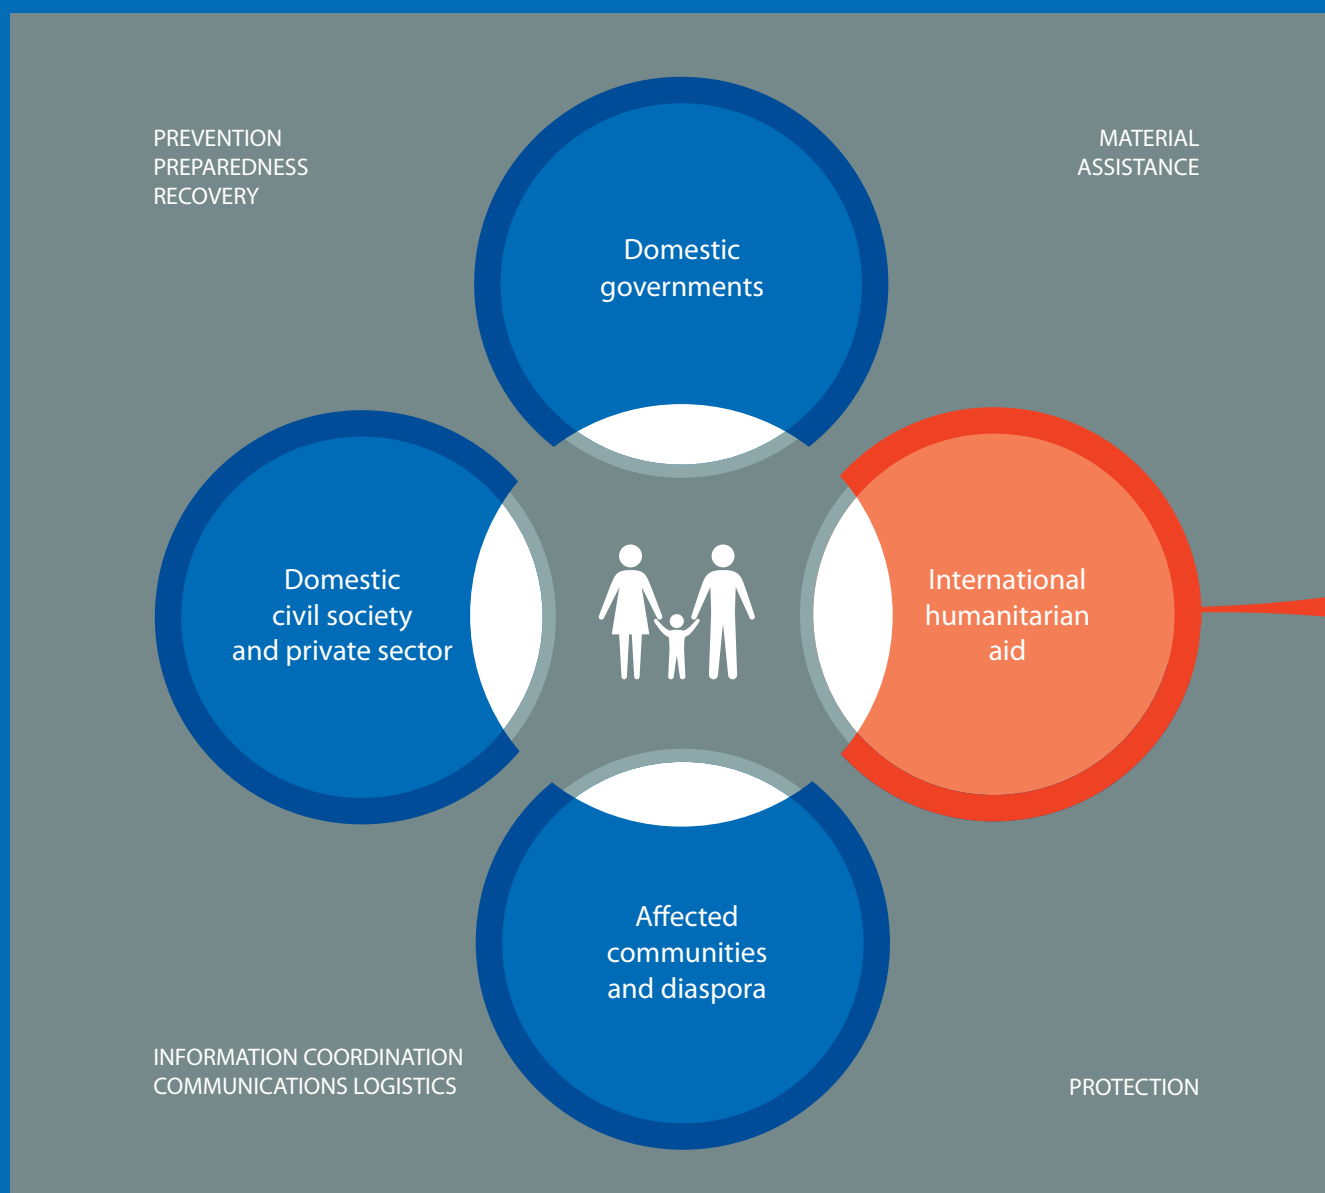 PREVENTION
PREPAREDNESS
RECOVERY
MATERIAL
ASSISTANCE
Domestic
governments
Domestic
civil society
and private sector
International
humanitarian
aid
Affected
communities
and diaspora
INFORMATION COORDINATION
COMMUNICATIONS LOGISTICS
PROTECTION